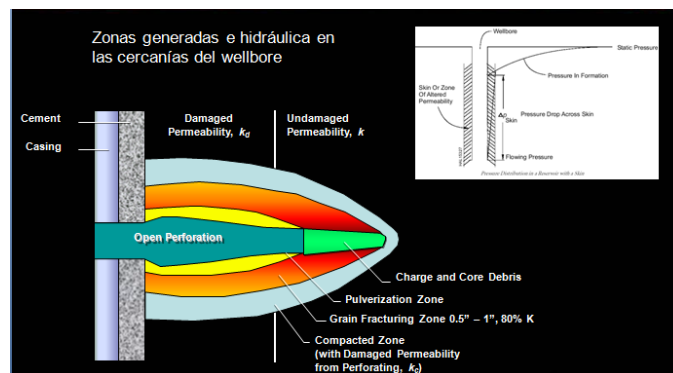 Zonas generadas e hidráulica en
las cercanías del wellbore
Wellbore
Static Pressure
Pressure In Formation
Skin Or Zone
Of Altered
Permeability
Δp
Skin
Pressure Drop Across Skin
Flowing Pressure
Pressure Distribution in a Reservoir with a Skin
Cement
Casing
Damaged
Permeability, kd
Undamaged
Permeability, k
Open Perforation
Charge and Core Debris
Pulverization Zone
Grain Fracturing Zone 0.5” – 1”, 80% K
Compacted Zone
(with Damaged Permeability
from Perforating, kc)